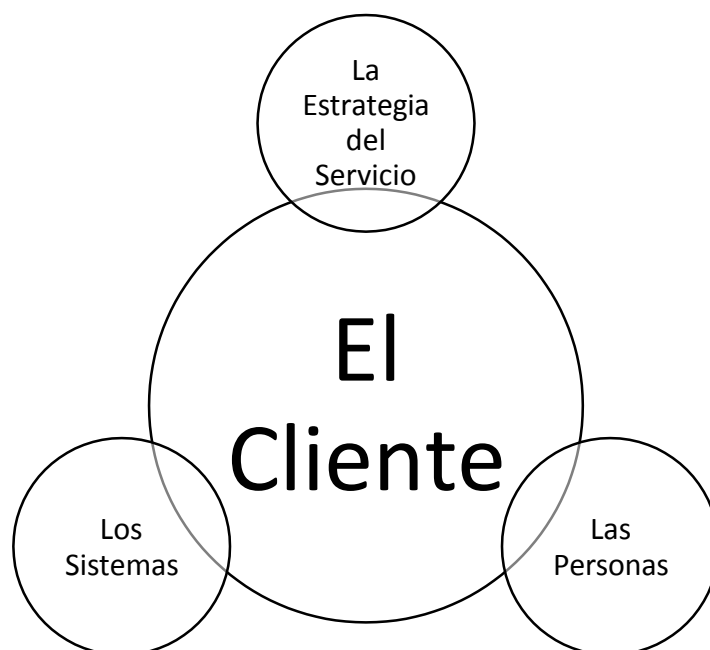 La
Estrategia
del
Servicio
El
Cliente
Los
Sistemas
Las
Personas